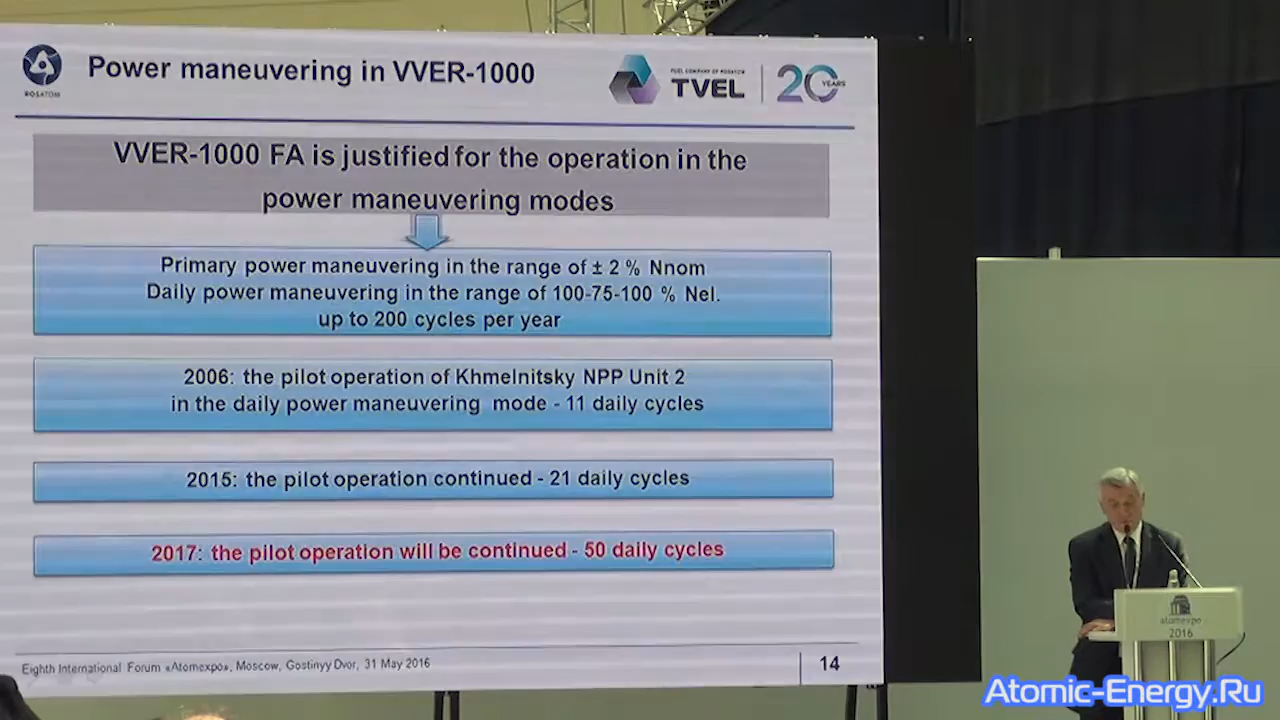 ROSATOM
Power maneuvering in VVER-1000
FUEL COMPANY OF ROSATOM
TVEL
20 YEARS
VVER-1000 FA is justified for the operation in the
power maneuvering modes
Primary power maneuvering in the range of ± 2 % Nnom
Daily power maneuvering in the range of 100-75-100 % Nel.
up to 200 cycles per year
2006: the pilot operation of Khmelnitsky NPP Unit 2
in the daily power maneuvering mode - 11 daily cycles
2015: the pilot operation continued - 21 daily cycles
2017: the pilot operation will be continued - 50 daily cycles
Eighth International Forum «Atomexpo», Moscow, Gostinyy Dvor, 31 May 2016
14
atomexpo
2016
Atomic-Energy.Ru